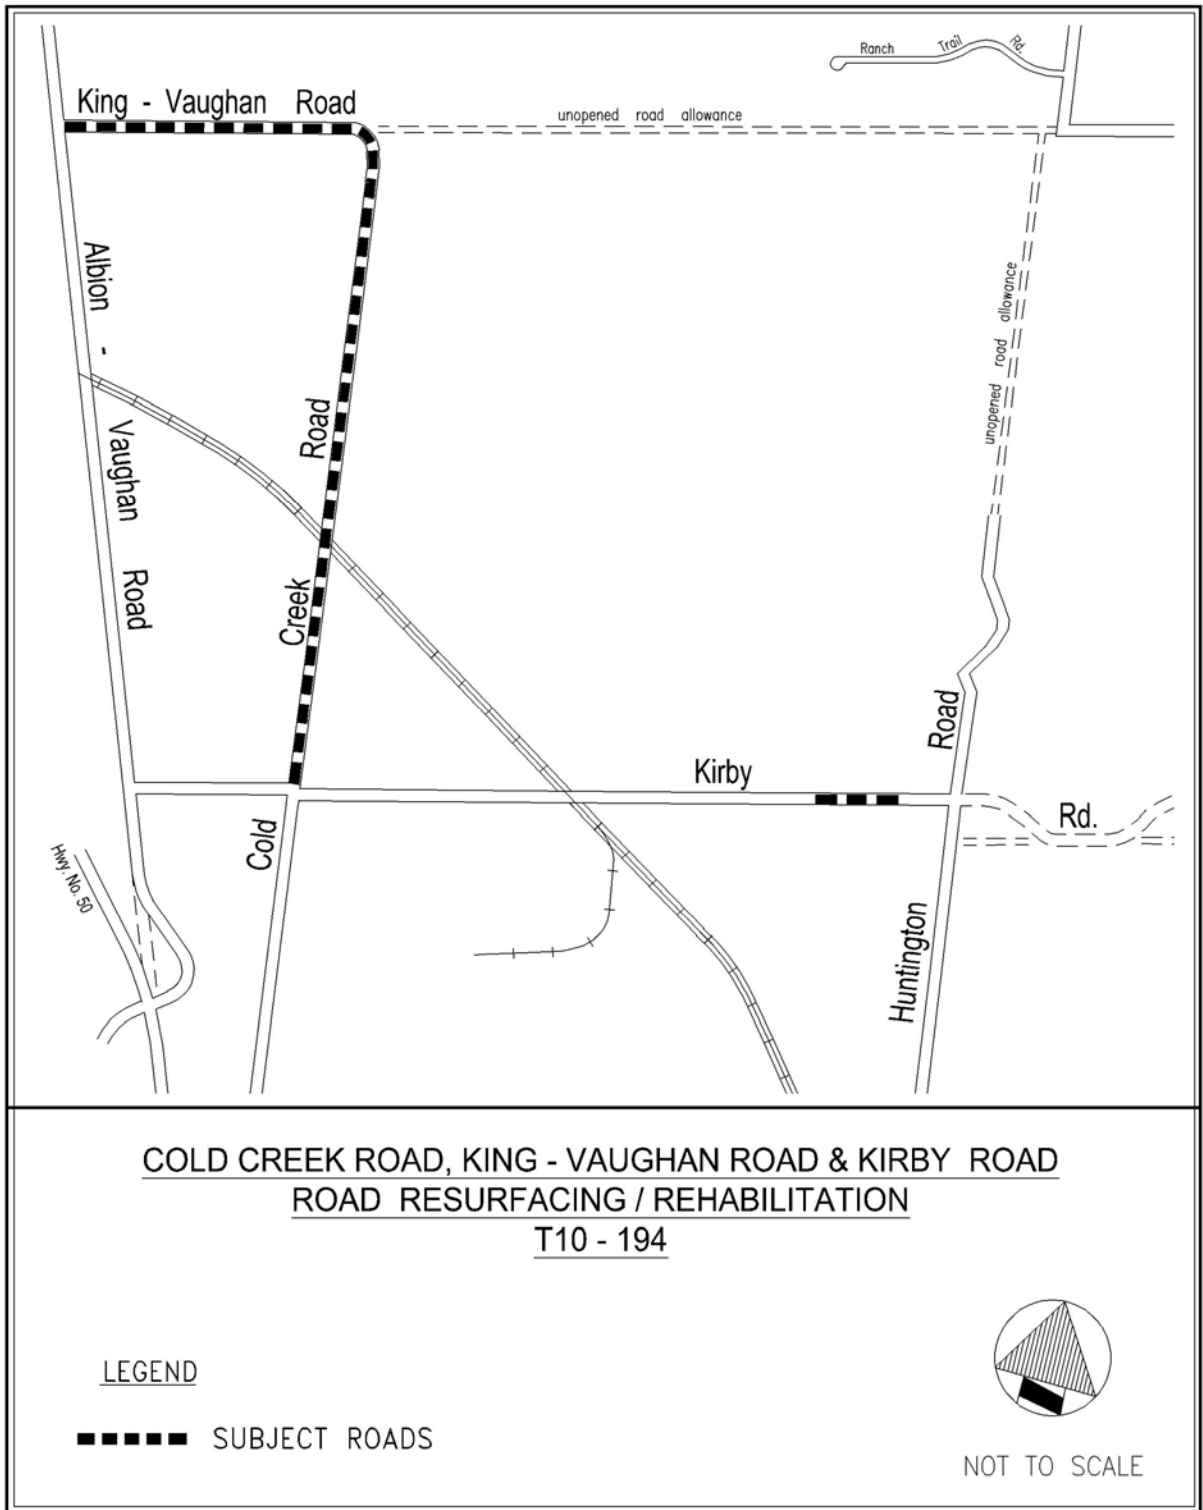 Ranch Trail Rd.
King - Vaughan Road
unopened road allowance
Albion - Vaughan Road
Cold Creek Road
unopened road allowance
Kirby Rd.
Huntington Road
Hwy. No. 50
COLD CREEK ROAD, KING - VAUGHAN ROAD & KIRBY ROAD
ROAD RESURFACING / REHABILITATION
T10 - 194
LEGEND
SUBJECT ROADS
NOT TO SCALE